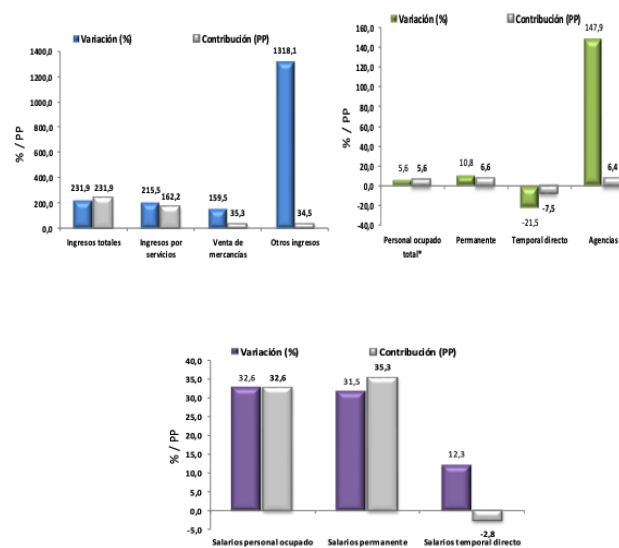 Variación (%) Contribución (PP)
1400,0
1200,0
1000,0
800,0
600,0
400,0
200,0
0,0
% / PP
231,9 231,9 215,5 162,2 159,5 35,3 1318,1 34,5
Ingresos totales Ingresos por servicios Venta de mercancías Otros ingresos
Variación (%) Contribución (PP)
160,0
140,0
120,0
100,0
80,0
60,0
40,0
20,0
0,0
-20,0
-40,0
% / PP
5,6 5,6 10,8 6,6 -21,5 -7,5 147,9 6,4
Personal ocupado total* Permanente Temporal directo Agencias
Variación (%) Contribución (PP)
40,0
35,0
30,0
25,0
20,0
15,0
10,0
5,0
0,0
-5,0
% / PP
32,6 32,6 31,5 35,3 12,3 -2,8
Salarios personal ocupado Salarios permanente Salarios temporal directo